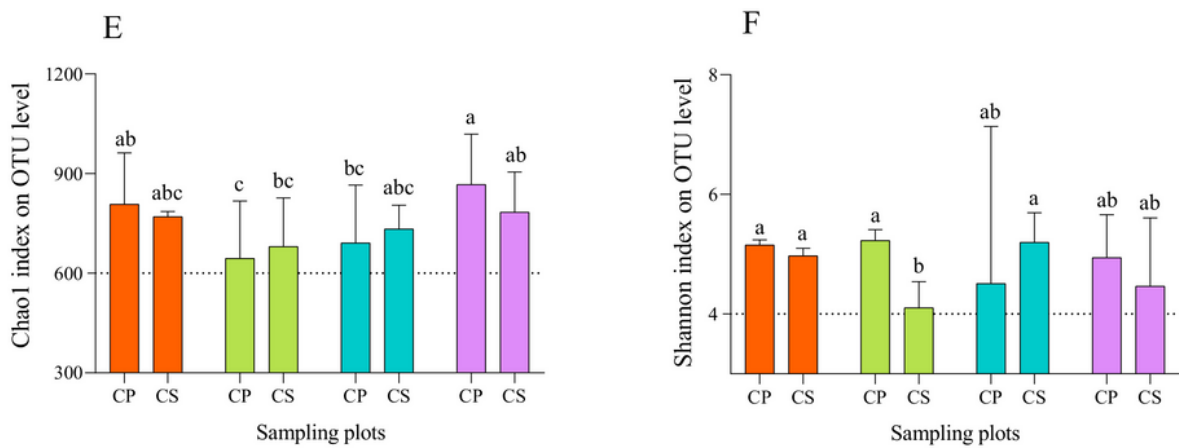 E
1200
900
600
300
Chao1 index on OTU level
ab
abc
c
bc
bc
abc
a
ab
CP
CS
CP
CS
CP
CS
CP
CS
Sampling plots
F
8
6
4
Shannon index on OTU level
a
a
a
b
ab
a
ab
ab
CP
CS
CP
CS
CP
CS
CP
CS
Sampling plots